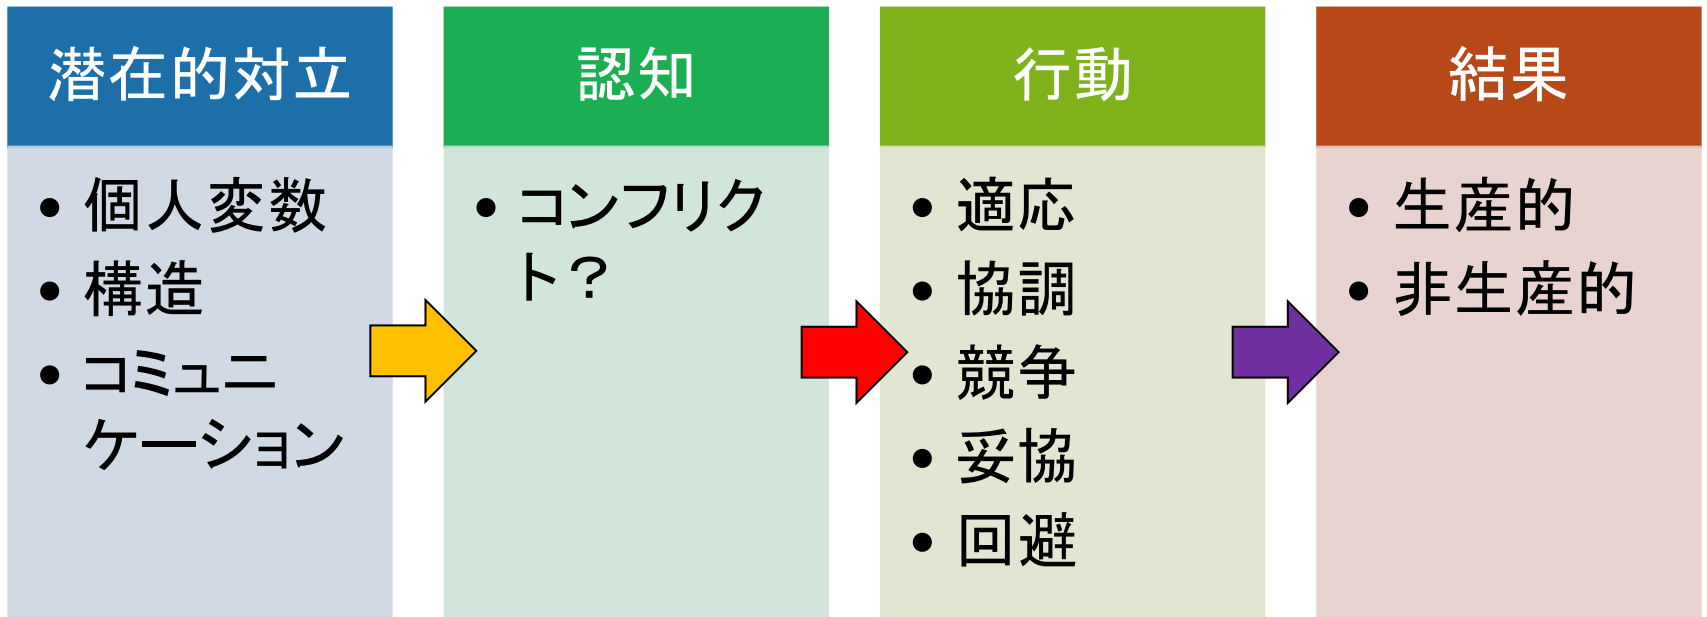 潜在的対立
• 個人変数
• 構造
• コミュニ
ケーション
認知
• コンフリク
ト？
行動
• 適応
• 協調
• 競争
• 妥協
• 回避
結果
• 生産的
• 非生産的